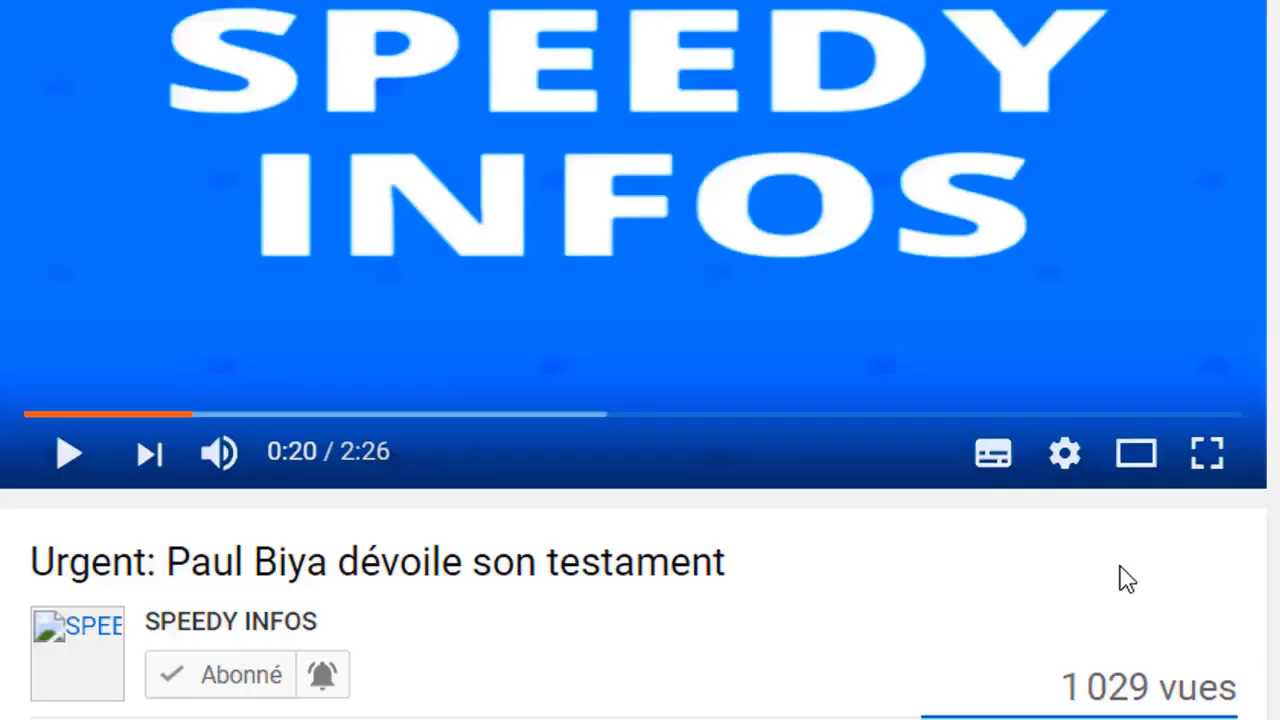 SPEEDY
INFOS
0:20 / 2:26
Urgent: Paul Biya dévoile son testament
SPEE
SPEEDY INFOS
Abonné
1 029 vues